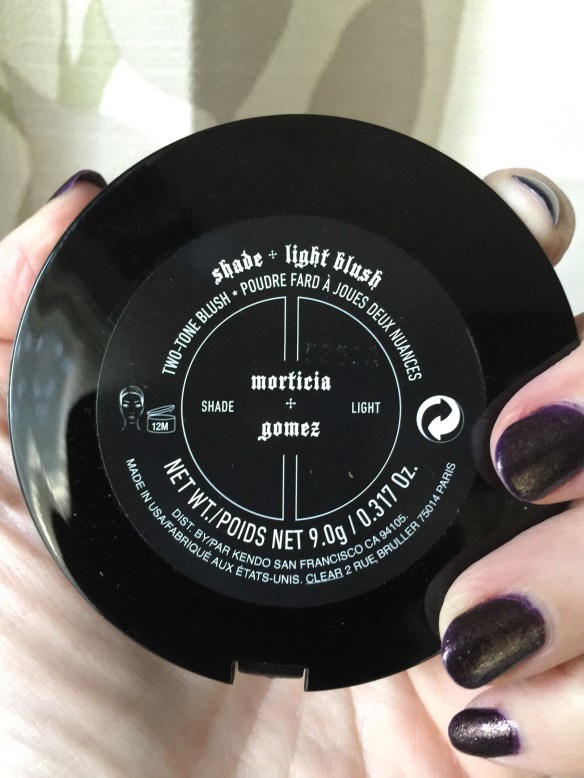 shade + light blush
TWO-TONE BLUSH • POUDRE FARD À JOUES DEUX NUANCES
morticia
SHADE + LIGHT
gomez
12M
NET WT./POIDS NET 9.0g / 0.317 Oz.
DIST. BY/PAR KENDO SAN FRANCISCO CA 94105.
MADE IN USA/FABRIQUÉ AUX ÉTATS-UNIS. CLEAR 2 RUE BRULLER 75014 PARIS